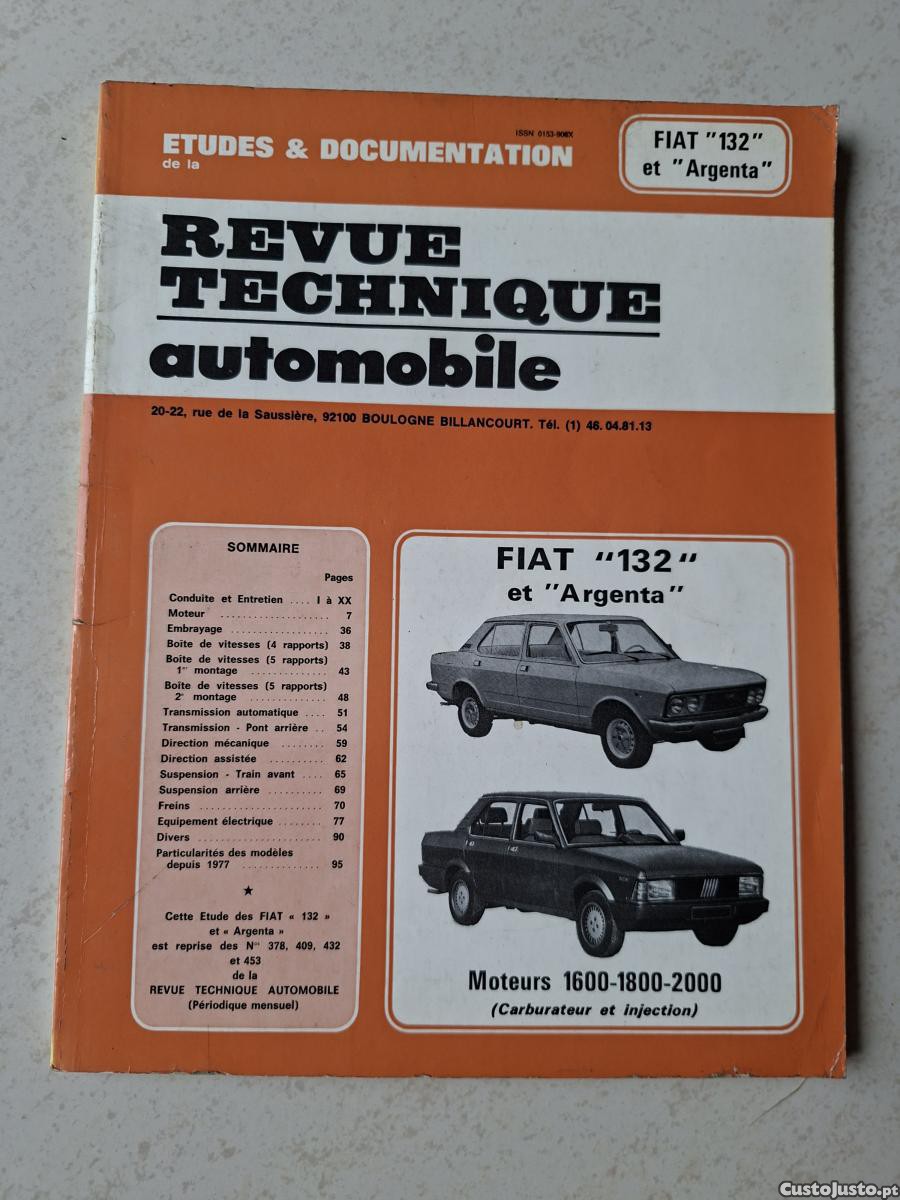 ISSN 0153-906X
ETUDES & DOCUMENTATION
de la
FIAT "132"
et "Argenta"
REVUE
TECHNIQUE
automobile
20-22, rue de la Saussière, 92100 BOULOGNE BILLANCOURT. Tél. (1) 46.04.81.13
SOMMAIRE
Pages
Conduite et Entretien .... I à XX
Moteur .................... 7
Embrayage .................. 36
Boîte de vitesses (4 rapports) 38
Boîte de vitesses (5 rapports)
1er montage .............. 43
Boîte de vitesses (5 rapports)
2e montage .............. 48
Transmission automatique .... 51
Transmission - Pont arrière .. 54
Direction mécanique ........ 59
Direction assistée .......... 62
Suspension - Train avant .... 65
Suspension arrière .......... 69
Freins ...................... 70
Equipement électrique ........ 77
Divers ...................... 90
Particularités des modèles
depuis 1977 .............. 95
★
Cette Etude des FIAT « 132 »
et « Argenta »
est reprise des Nos 378, 409, 432
et 453
de la
REVUE TECHNIQUE AUTOMOBILE
(Périodique mensuel)
FIAT "132"
et "Argenta"
Moteurs 1600-1800-2000
(Carburateur et injection)
CustoJusto.pt